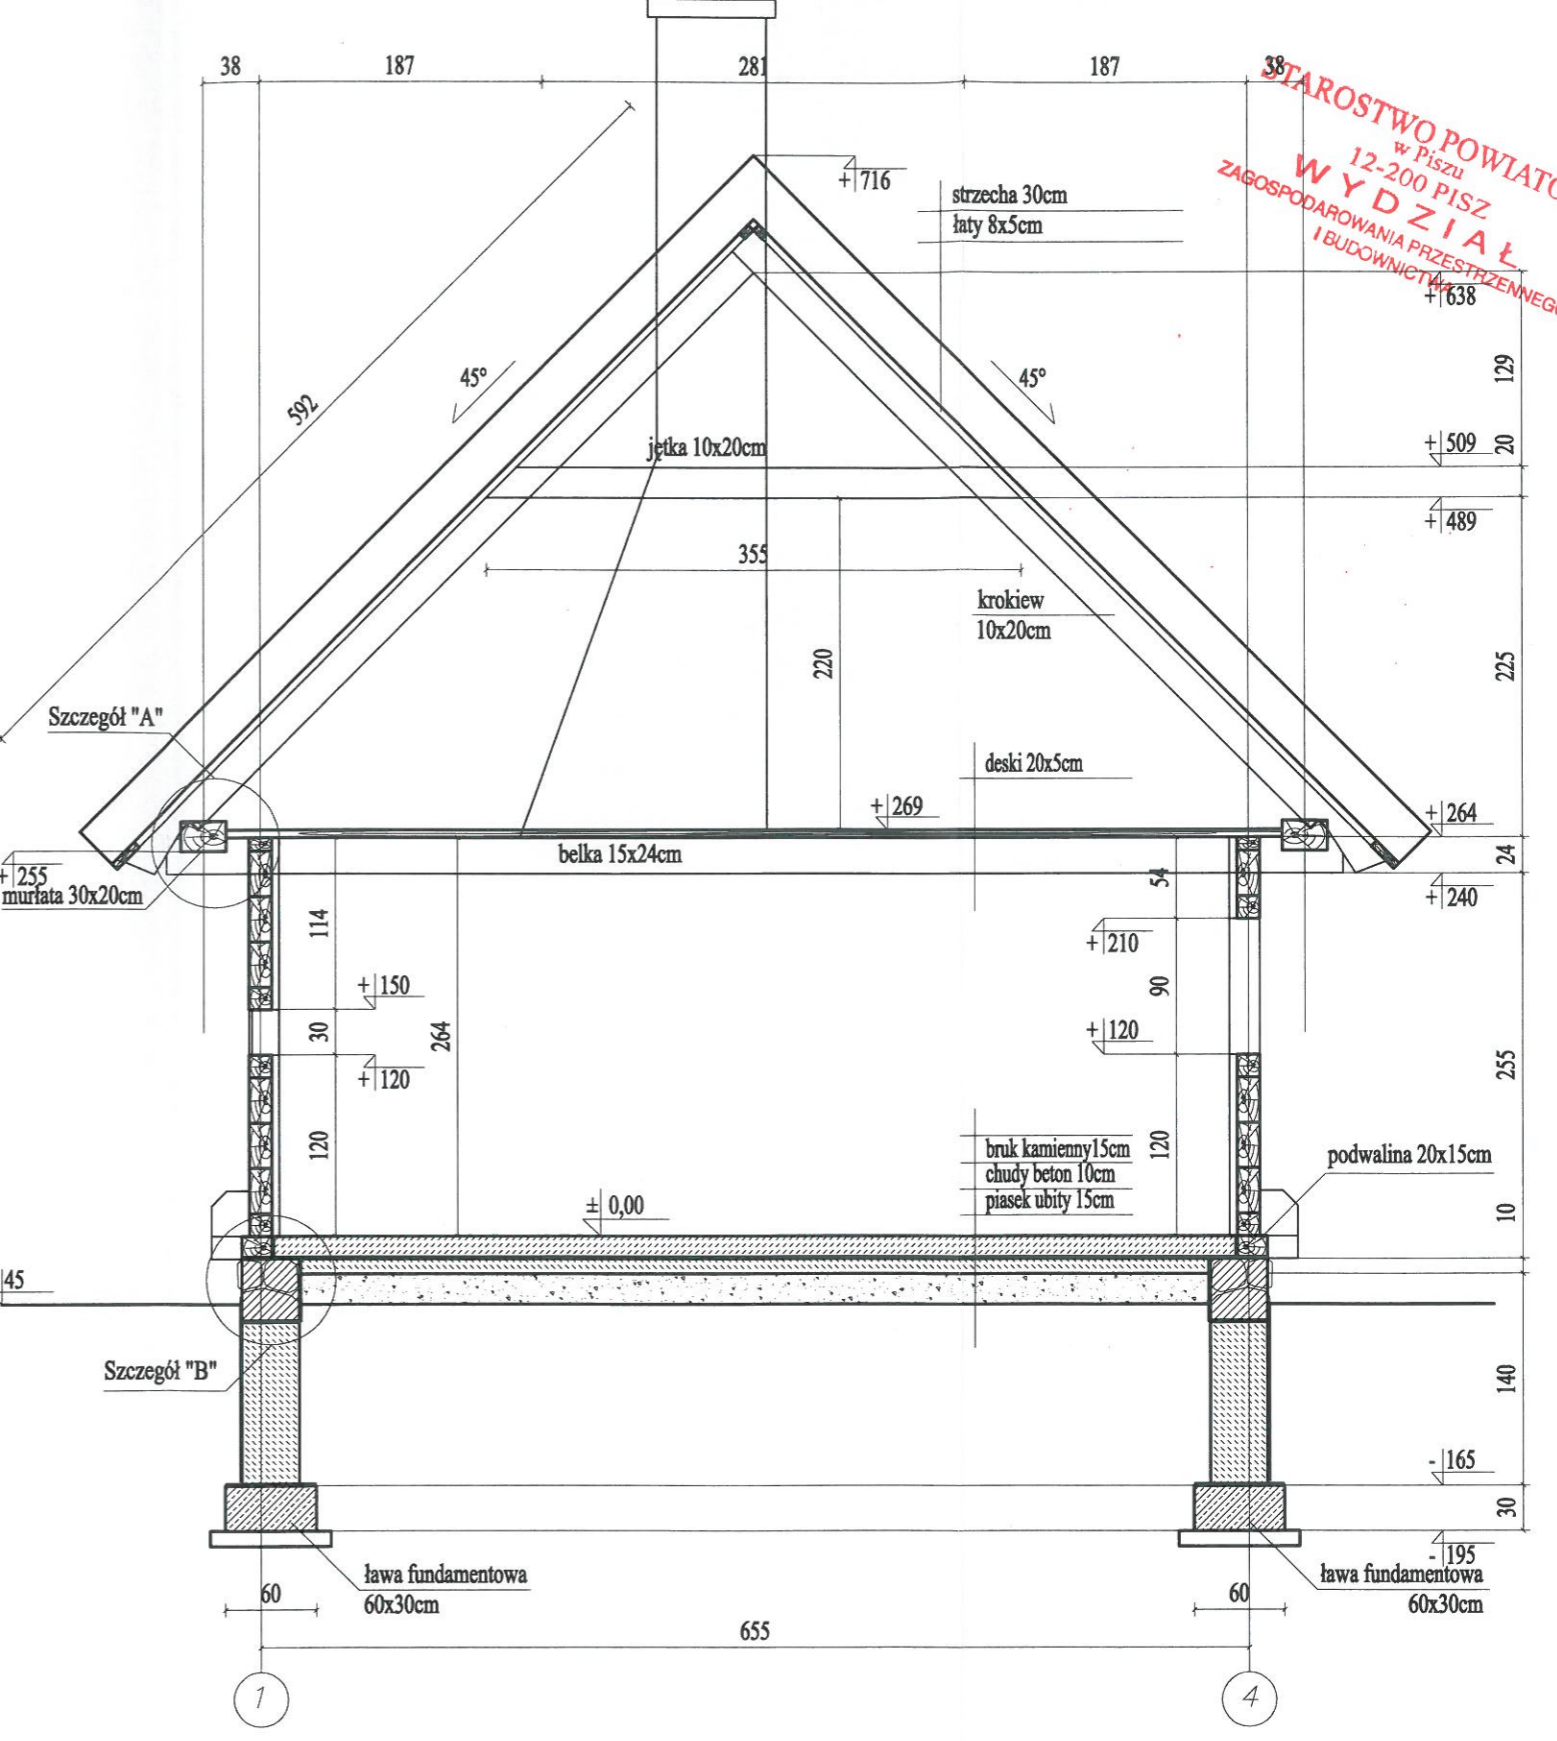 38
187
281
187
38
STAROSTWO POWIATO
w Piszu
12-200 PISZ
WYDZIAŁ
ZAGOSPODAROWANIA PRZESTRZENNEGO
I BUDOWNICTWA
+716
strzecha 30cm
łaty 8x5cm
+638
592
45°
45°
129
jętka 10x20cm
+509
20
+489
355
krokiew
10x20cm
220
225
Szczegół "A"
deski 20x5cm
+269
+264
belka 15x24cm
24
+255
murłata 30x20cm
54
+240
114
+210
+150
90
30
264
+120
+120
255
120
bruk kamienny15cm
chudy beton 10cm
piasek ubity 15cm
120
podwalina 20x15cm
± 0,00
10
45
Szczegół "B"
140
-165
30
-195
ława fundamentowa
60x30cm
ława fundamentowa
60x30cm
60
60
655
1
4